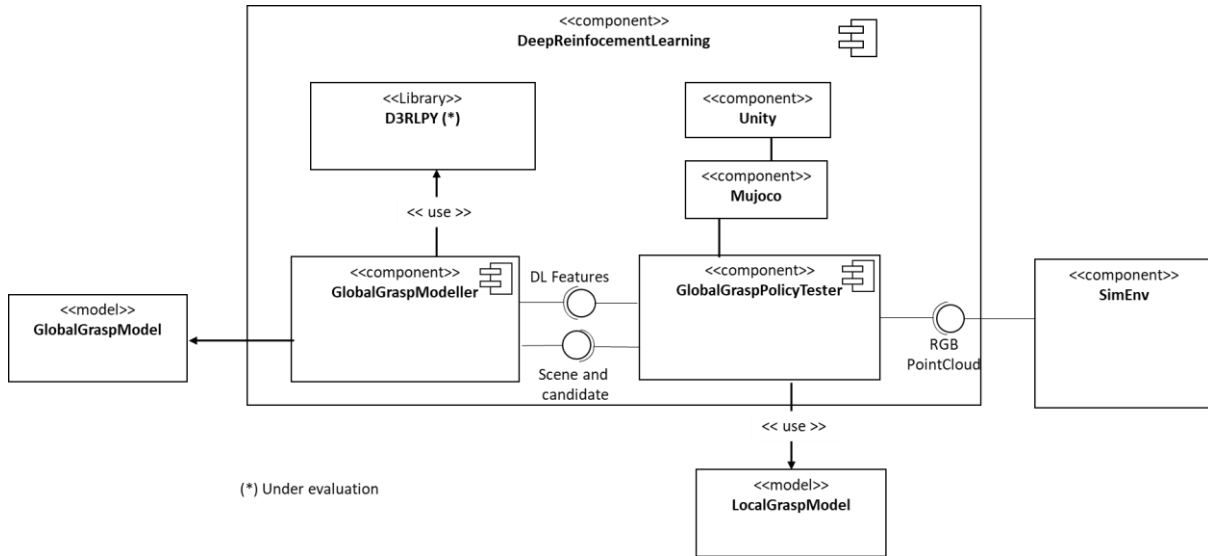 <<component>>
DeepReinfocementLearning
<<Library>>
D3RLPY (*)
<<component>>
Unity
<<component>>
Mujoco
<< use >>
<<component>>
GlobalGraspModeller
DL Features
Scene and
candidate
<<component>>
GlobalGraspPolicyTester
RGB
PointCloud
<<component>>
SimEnv
<<model>>
GlobalGraspModel
<< use >>
<<model>>
LocalGraspModel
(*) Under evaluation